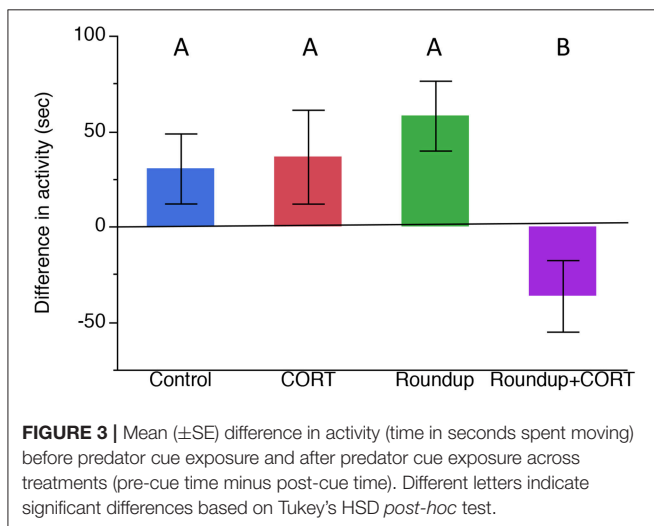 100
A A A B
50
0
-50
Difference in activity (sec)
Control CORT Roundup Roundup+CORT
FIGURE 3 | Mean (±SE) difference in activity (time in seconds spent moving)
before predator cue exposure and after predator cue exposure across
treatments (pre-cue time minus post-cue time). Different letters indicate
significant differences based on Tukey's HSD post-hoc test.